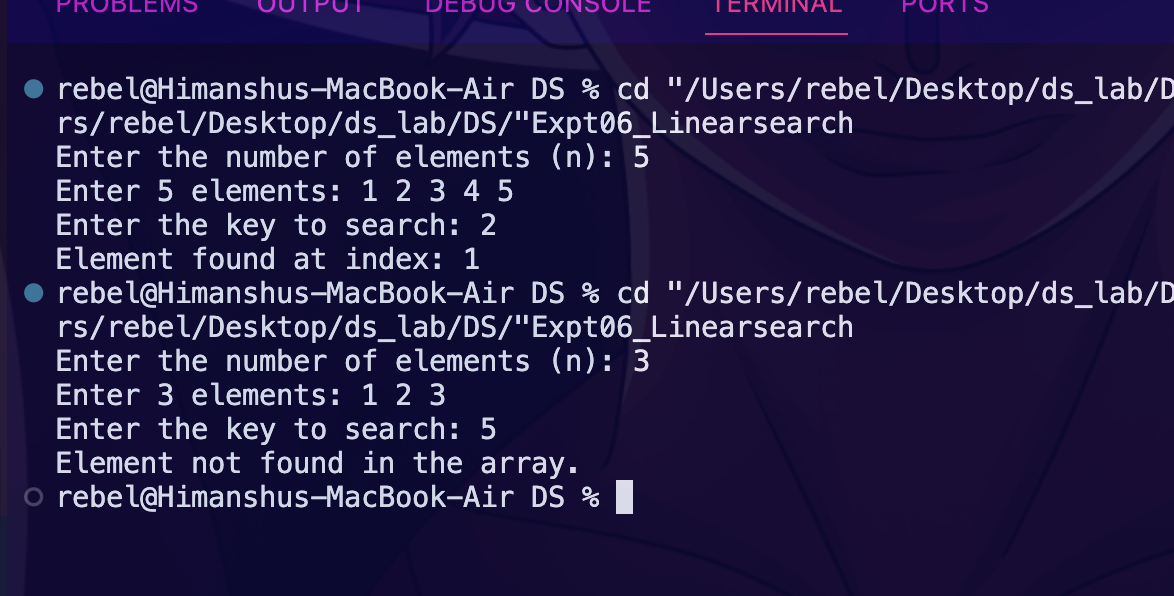 PROBLEMS OUTPUT DEBUG CONSOLE TERMINAL PORTS
rebel@Himanshus-MacBook-Air DS % cd "/Users/rebel/Desktop/ds_lab/D
rs/rebel/Desktop/ds_lab/DS/"Expt06_Linearsearch
Enter the number of elements (n): 5
Enter 5 elements: 1 2 3 4 5
Enter the key to search: 2
Element found at index: 1
rebel@Himanshus-MacBook-Air DS % cd "/Users/rebel/Desktop/ds_lab/D
rs/rebel/Desktop/ds_lab/DS/"Expt06_Linearsearch
Enter the number of elements (n): 3
Enter 3 elements: 1 2 3
Enter the key to search: 5
Element not found in the array.
rebel@Himanshus-MacBook-Air DS %